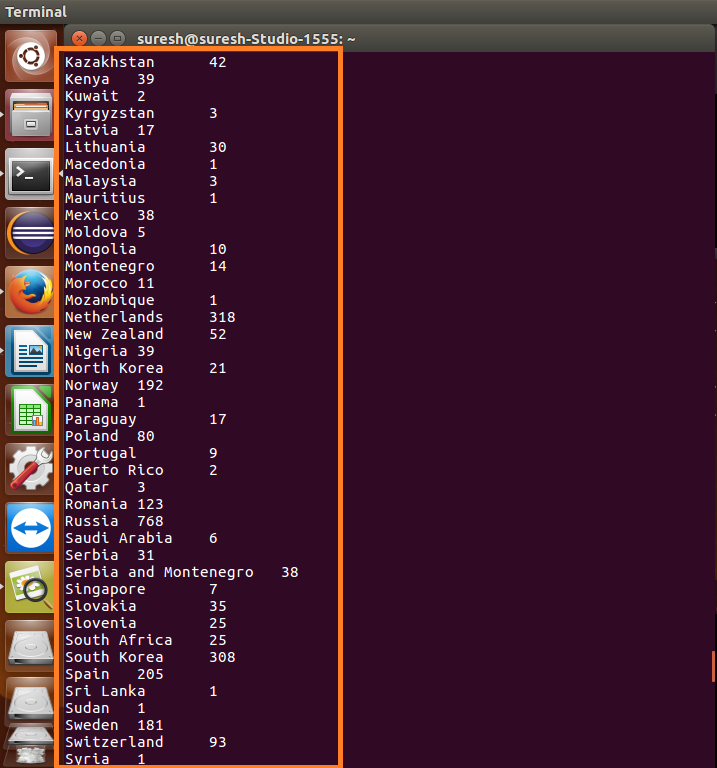 Terminal
suresh@suresh-Studio-1555: ~
Kazakhstan 42
Kenya 39
Kuwait 2
Kyrgyzstan 3
Latvia 17
Lithuania 30
Macedonia 1
Malaysia 3
Mauritius 1
Mexico 38
Moldova 5
Mongolia 10
Montenegro 14
Morocco 11
Mozambique 1
Netherlands 318
New Zealand 52
Nigeria 39
North Korea 21
Norway 192
Panama 1
Paraguay 17
Poland 80
Portugal 9
Puerto Rico 2
Qatar 3
Romania 123
Russia 768
Saudi Arabia 6
Serbia 31
Serbia and Montenegro 38
Singapore 7
Slovakia 35
Slovenia 25
South Africa 25
South Korea 308
Spain 205
Sri Lanka 1
Sudan 1
Sweden 181
Switzerland 93
Syria 1